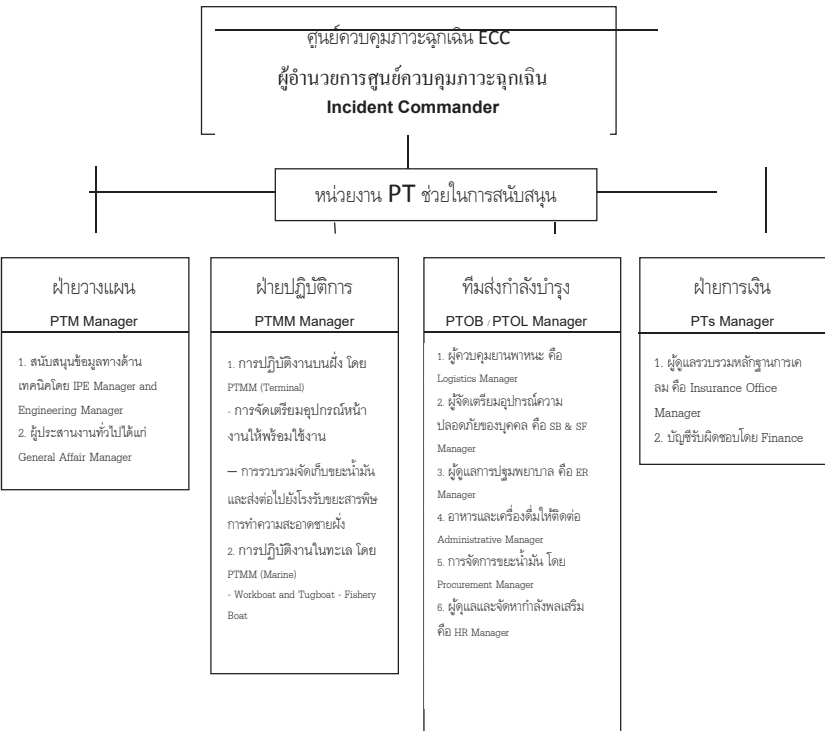 ศูนย์ควบคุมภาวะฉุกเฉิน ECC
ผู้อำนวยการศูนย์ควบคุมภาวะฉุกเฉิน
Incident Commander
หน่วยงาน PT ช่วยในการสนับสนุน
ฝ่ายวางแผน
PTM Manager
1. สนับสนุนข้อมูลทางด้าน
เทคนิคโดย IPE Manager and
Engineering Manager
2. ผู้ประสานงานทั่วไปได้แก่
General Affair Manager
ฝ่ายปฏิบัติการ
PTMM Manager
1. การปฏิบัติงานบนฝั่ง โดย
PTMM (Terminal)
- การจัดเตรียมอุปกรณ์หน้า
งานให้พร้อมใช้งาน
– การรวบรวมจัดเก็บขยะน้ำมัน
และส่งต่อไปยังโรงรับขยะสารพิษ
การทำความสะอาดชายฝั่ง
2. การปฏิบัติงานในทะเล โดย
PTMM (Marine)
- Workboat and Tugboat - Fishery
Boat
ทีมส่งกำลังบำรุง
PTOB / PTOL Manager
1. ผู้ควบคุมยานพาหนะ คือ
Logistics Manager
2. ผู้จัดเตรียมอุปกรณ์ความ
ปลอดภัยของบุคคล คือ SB & SF
Manager
3. ผู้ดูแลการปฐมพยาบาล คือ ER
Manager
4. อาหารและเครื่องดื่มให้ติดต่อ
Administrative Manager
5. การจัดการขยะน้ำมัน โดย
Procurement Manager
6. ผู้ดูแลและจัดหากำลังพลเสริม
คือ HR Manager
ฝ่ายการเงิน
PTs Manager
1. ผู้ดูแลรวบรวมหลักฐานการเค
ลม คือ Insurance Office
Manager
2. บัญชีรับผิดชอบโดย Finance